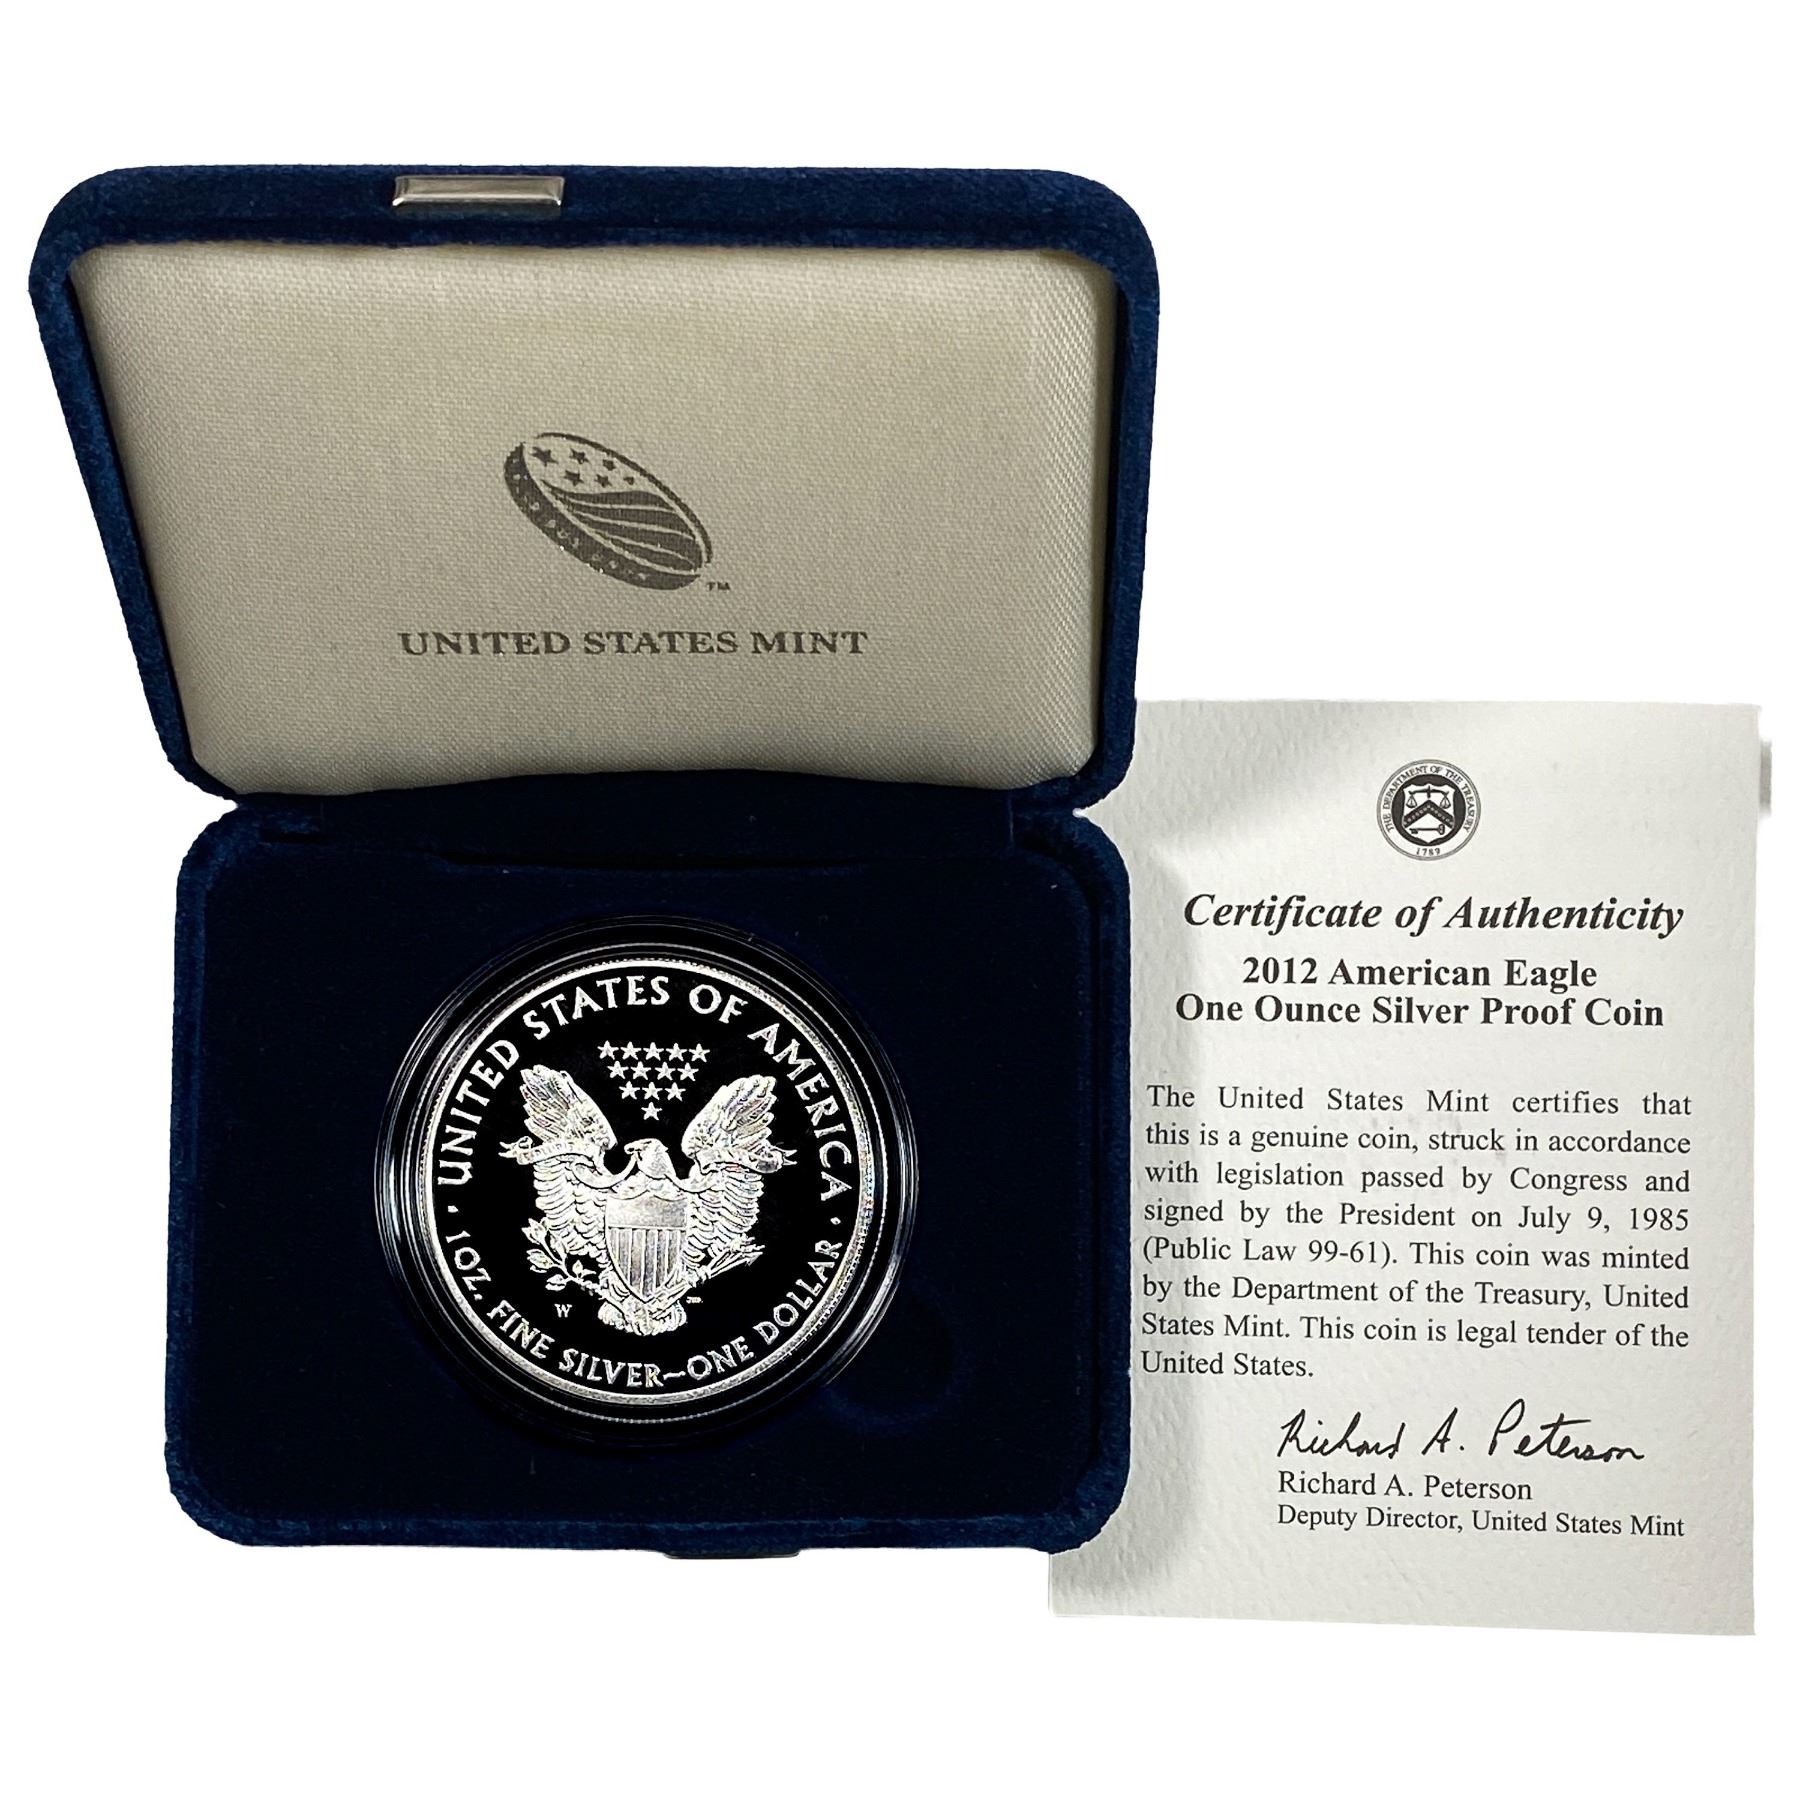 TM
UNITED STATES MINT
UNITED STATES OF AMERICA
W
1 OZ. FINE SILVER~ONE DOLLAR
THE DEPARTMENT OF THE TREASURY
1789
Certificate of Authenticity
2012 American Eagle
One Ounce Silver Proof Coin
The United States Mint certifies that
this is a genuine coin, struck in accordance
with legislation passed by Congress and
signed by the President on July 9, 1985
(Public Law 99-61). This coin was minted
by the Department of the Treasury, United
States Mint. This coin is legal tender of the
United States.
Richard A. Peterson
Richard A. Peterson
Deputy Director, United States Mint